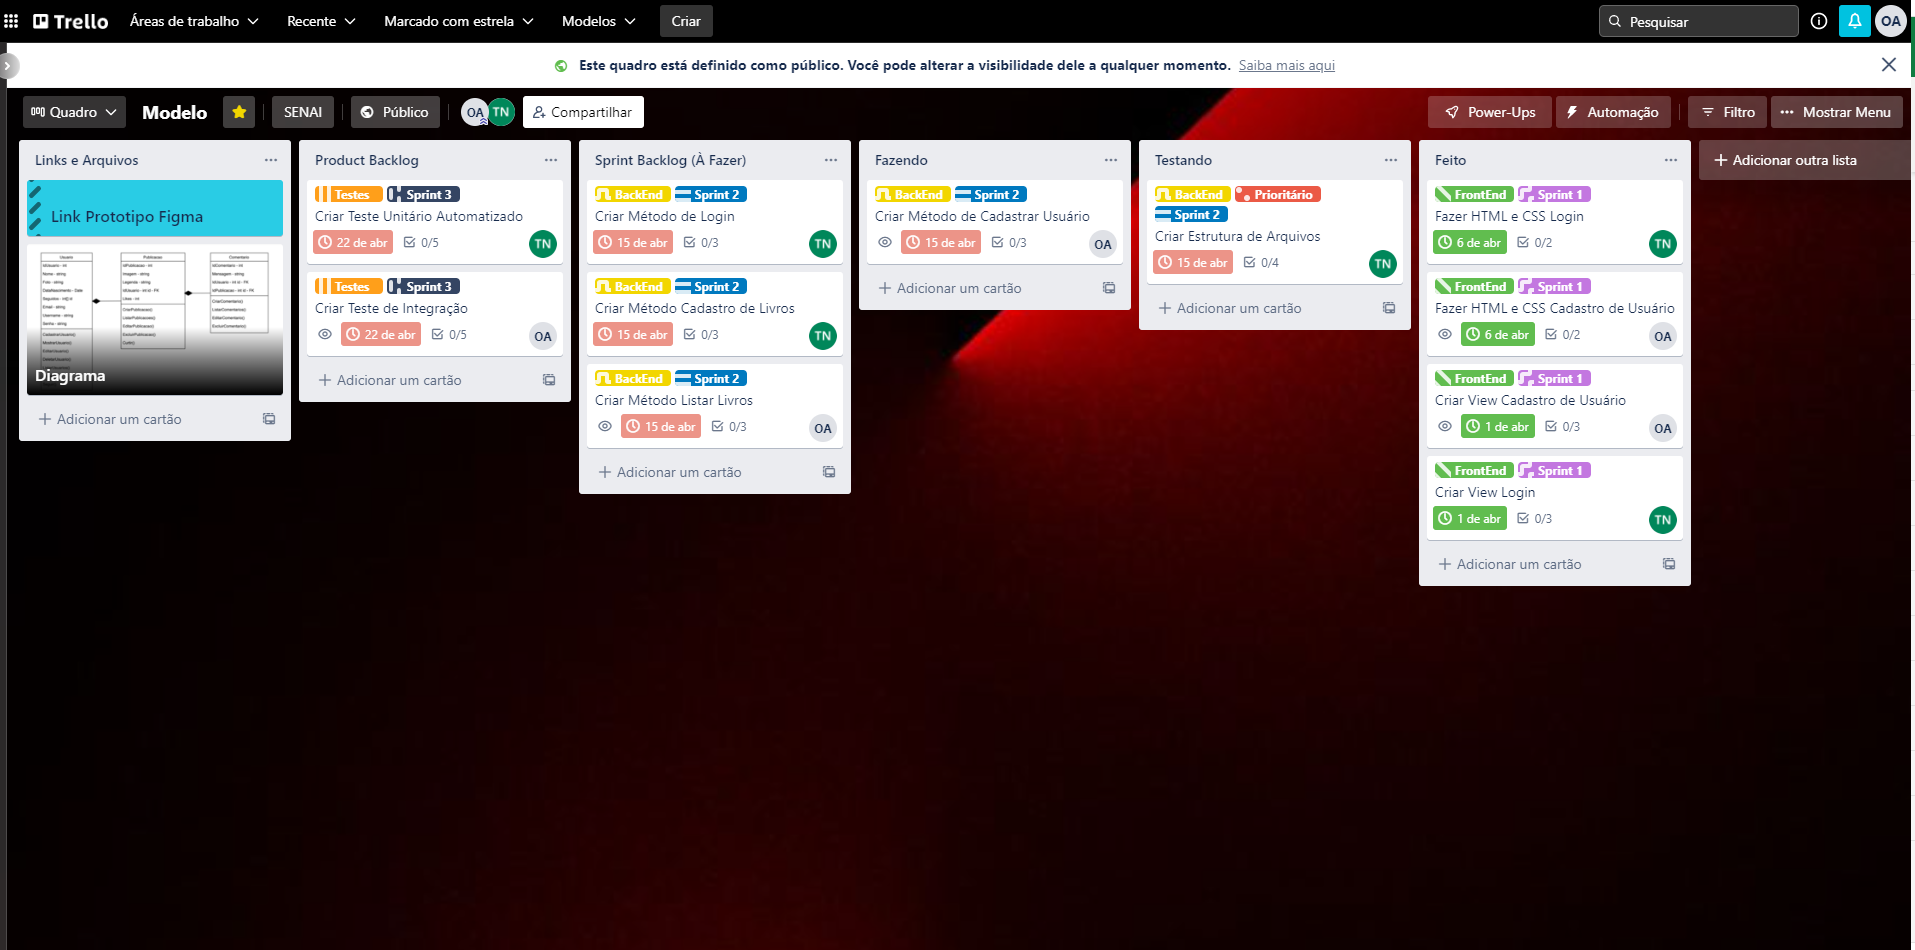 Trello
Áreas de trabalho
Recente
Marcado com estrela
Modelos
Criar
Pesquisar
OA
Este quadro está definido como público. Você pode alterar a visibilidade dele a qualquer momento. Saiba mais aqui
Quadro
Modelo
SENAI
Público
OA
TN
Compartilhar
Power-Ups
Automação
Filtro
Mostrar Menu
Links e Arquivos
Link Prototipo Figma
Usuario
Publicacao
Comentario
Diagrama
Adicionar um cartão
Product Backlog
Testes Sprint 3
Criar Teste Unitário Automatizado
22 de abr 0/5 TN
Testes Sprint 3
Criar Teste de Integração
22 de abr 0/5 OA
Adicionar um cartão
Sprint Backlog (À Fazer)
BackEnd Sprint 2
Criar Método de Login
15 de abr 0/3 TN
BackEnd Sprint 2
Criar Método Cadastro de Livros
15 de abr 0/3 TN
BackEnd Sprint 2
Criar Método Listar Livros
15 de abr 0/3 OA
Adicionar um cartão
Fazendo
BackEnd Sprint 2
Criar Método de Cadastrar Usuário
15 de abr 0/3 OA
Adicionar um cartão
Testando
BackEnd Prioritário
Sprint 2
Criar Estrutura de Arquivos
15 de abr 0/4 TN
Adicionar um cartão
Feito
FrontEnd Sprint 1
Fazer HTML e CSS Login
6 de abr 0/2 TN
FrontEnd Sprint 1
Fazer HTML e CSS Cadastro de Usuário
6 de abr 0/2 OA
FrontEnd Sprint 1
Criar View Cadastro de Usuário
1 de abr 0/3 OA
FrontEnd Sprint 1
Criar View Login
1 de abr 0/3 TN
Adicionar um cartão
Adicionar outra lista